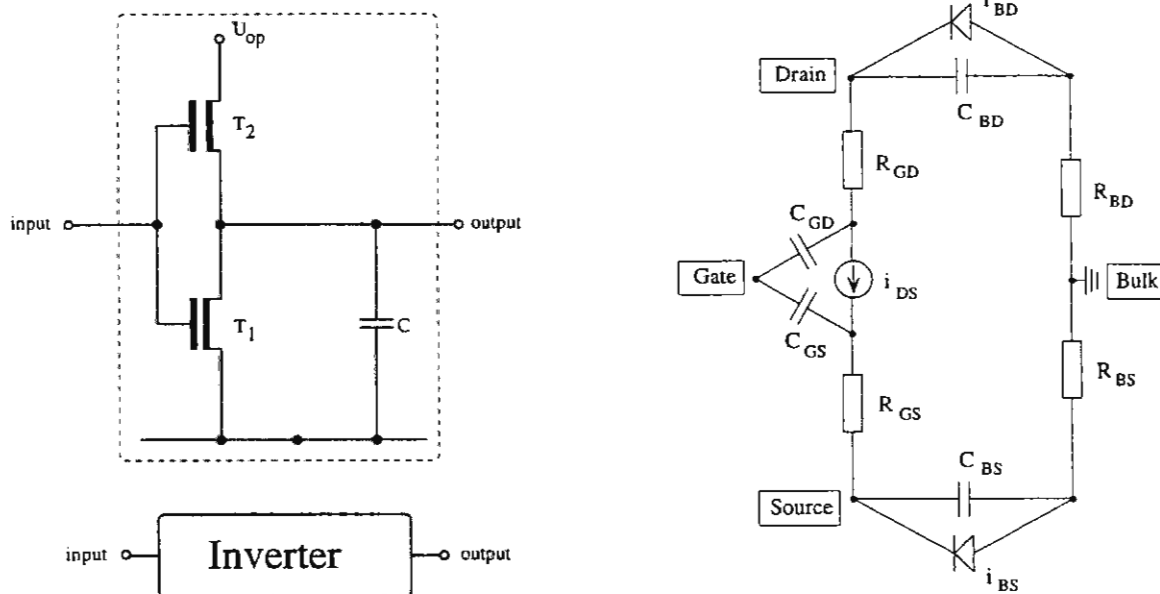 U_op
T_2
input
output
T_1
C
input
Inverter
output
i_BD
Drain
C_BD
R_GD
R_BD
C_GD
Gate
i_DS
Bulk
C_GS
R_BS
R_GS
C_BS
Source
i_BS